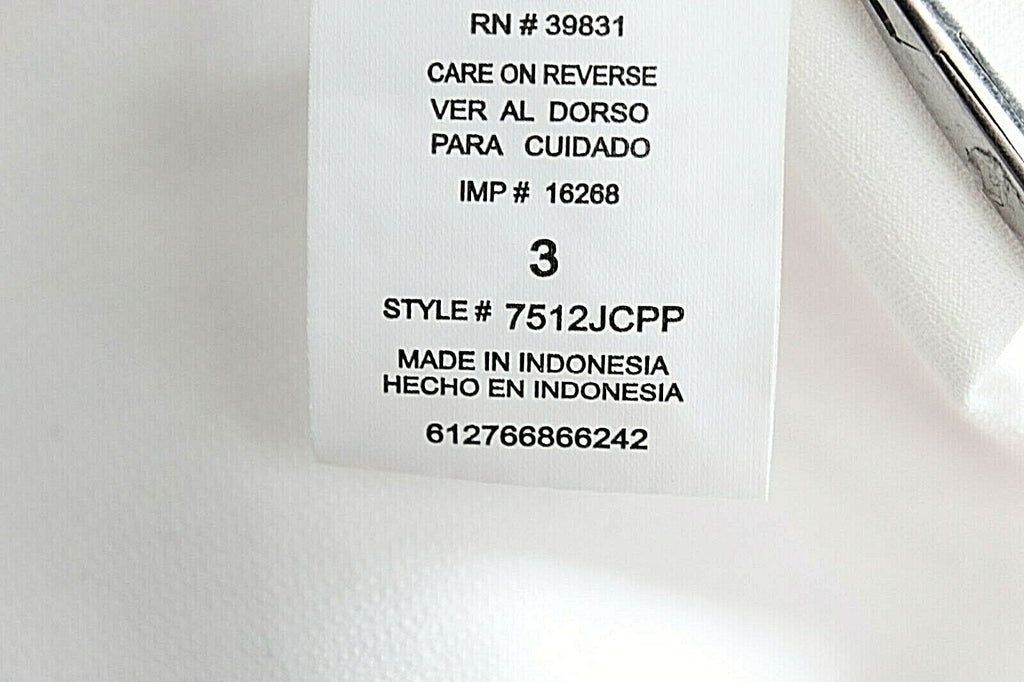 RN # 39831
CARE ON REVERSE
VER AL DORSO
PARA CUIDADO
IMP # 16268
3
STYLE # 7512JCPP
MADE IN INDONESIA
HECHO EN INDONESIA
612766866242